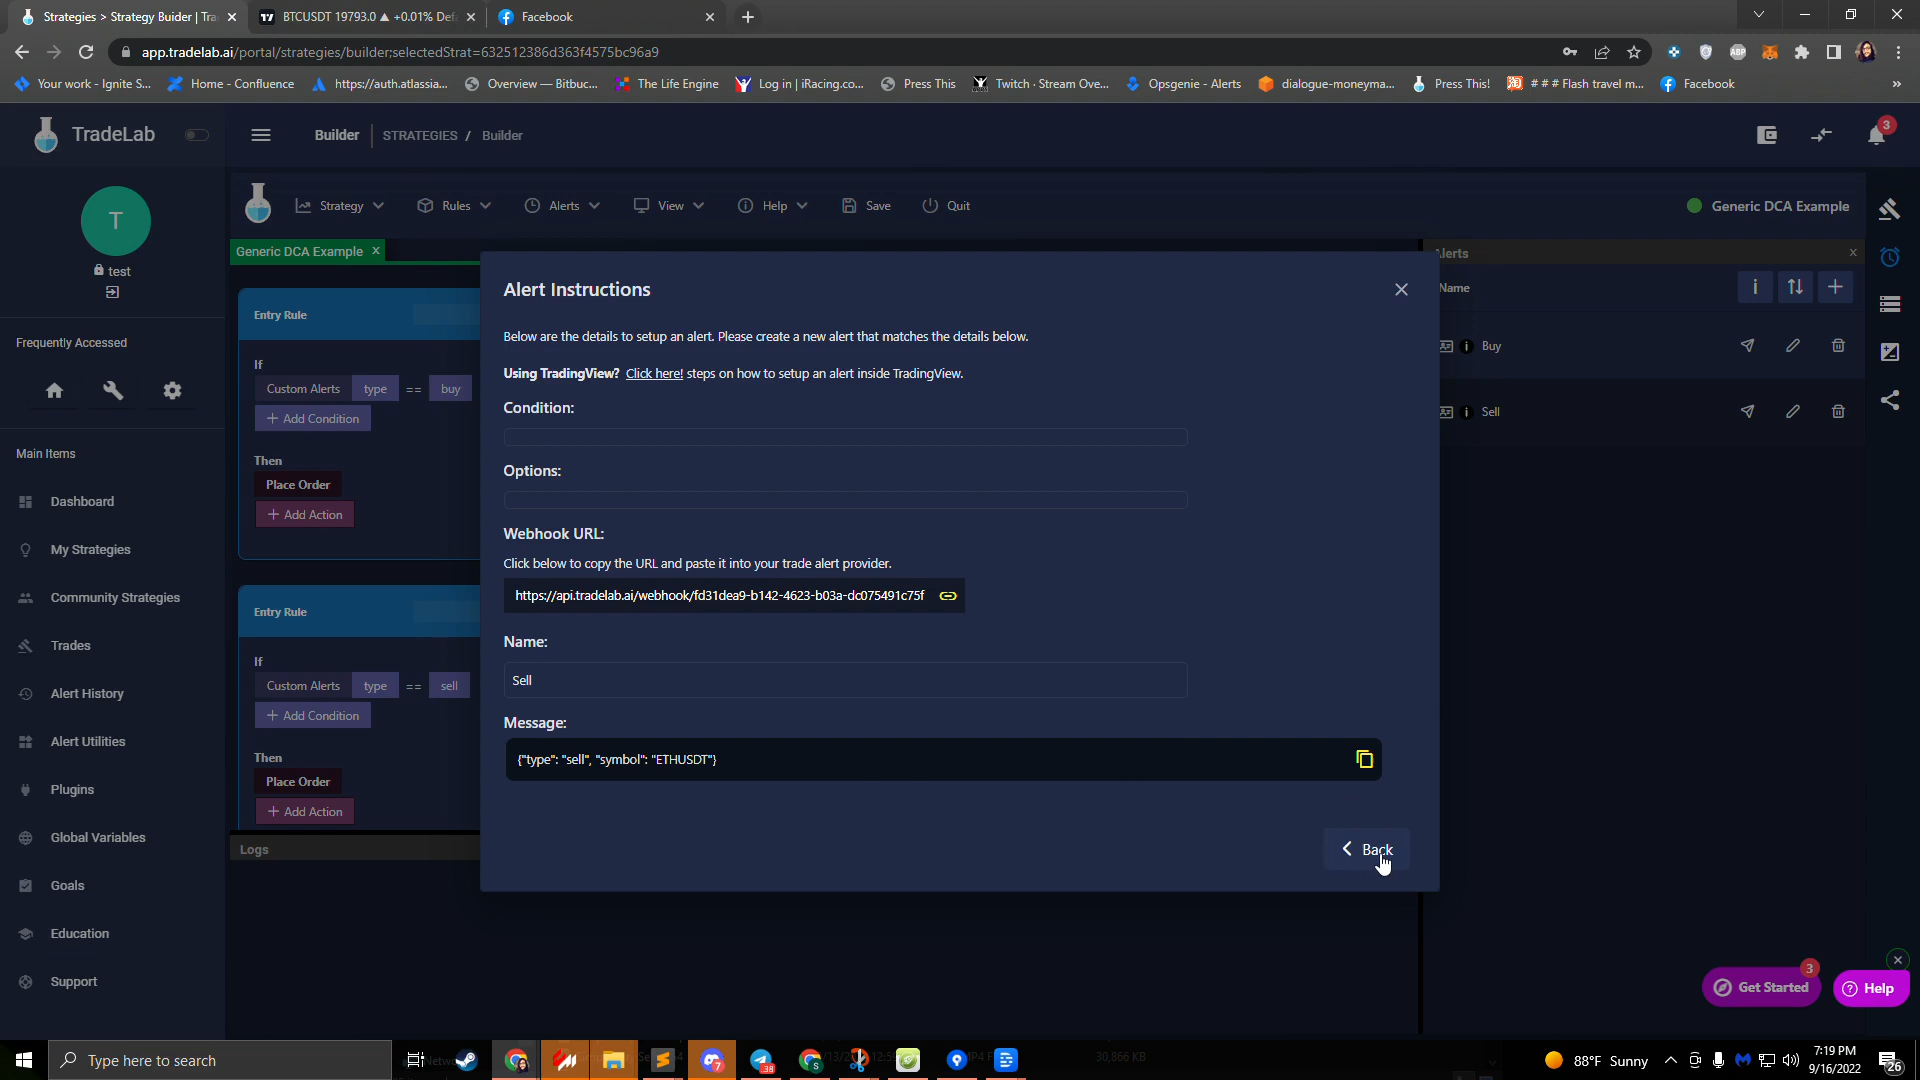 Strategies > Strategy Buider | Tra
BTCUSDT 19793.0 ▲ +0.01% Def
Facebook
app.tradelab.ai/portal/strategies/builder;selectedStrat=632512386d363f4575bc96a9
Your work - Ignite S...
Home - Confluence
https://auth.atlassia...
Overview — Bitbuc...
The Life Engine
Log in | iRacing.co...
Press This
Twitch - Stream Ove...
Opsgenie - Alerts
dialogue-moneyma...
Press This!
# # # Flash travel m...
Facebook
»
TradeLab
Builder
STRATEGIES / Builder
3
T
test
Frequently Accessed
Main Items
Dashboard
My Strategies
Community Strategies
Trades
Alert History
Alert Utilities
Plugins
Global Variables
Goals
Education
Support
Strategy
Rules
Alerts
View
Help
Save
Quit
Generic DCA Example
Generic DCA Example ×
Entry Rule
If
Custom Alerts type == buy
+ Add Condition
Then
Place Order
+ Add Action
Entry Rule
If
Custom Alerts type == sell
+ Add Condition
Then
Place Order
+ Add Action
Logs
Alert Instructions
Below are the details to setup an alert. Please create a new alert that matches the details below.
Using TradingView? Click here! steps on how to setup an alert inside TradingView.
Condition:
Options:
Webhook URL:
Click below to copy the URL and paste it into your trade alert provider.
https://api.tradelab.ai/webhook/fd31dea9-b142-4623-b03a-dc075491c75f
Name:
Sell
Message:
{"type": "sell", "symbol": "ETHUSDT"}
Back
Alerts
Name
Buy
Sell
Get Started
3
Help
Type here to search
7
38
30,866 KB
88°F Sunny
7:19 PM
9/16/2022
26